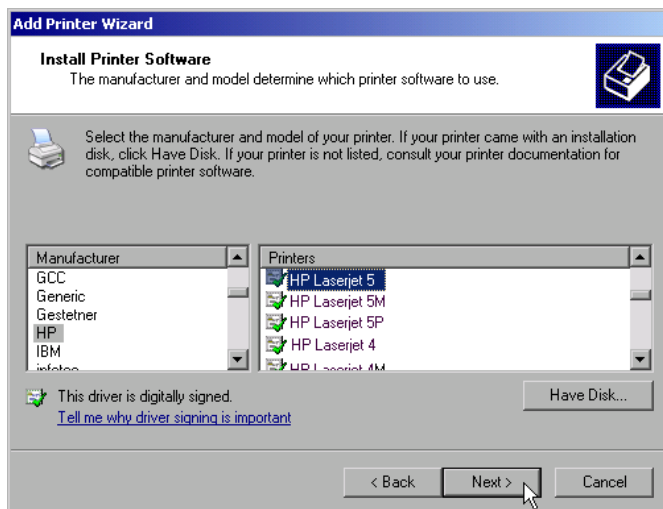 Add Printer Wizard
Install Printer Software
The manufacturer and model determine which printer software to use.
Select the manufacturer and model of your printer. If your printer came with an installation
disk, click Have Disk. If your printer is not listed, consult your printer documentation for
compatible printer software.
Manufacturer
GCC
Generic
Gestetner
HP
IBM
infotec
Printers
HP Laserjet 5
HP Laserjet 5M
HP Laserjet 5P
HP Laserjet 4
HP Laserjet 4M
This driver is digitally signed.
Tell me why driver signing is important
Have Disk...
< Back
Next >
Cancel